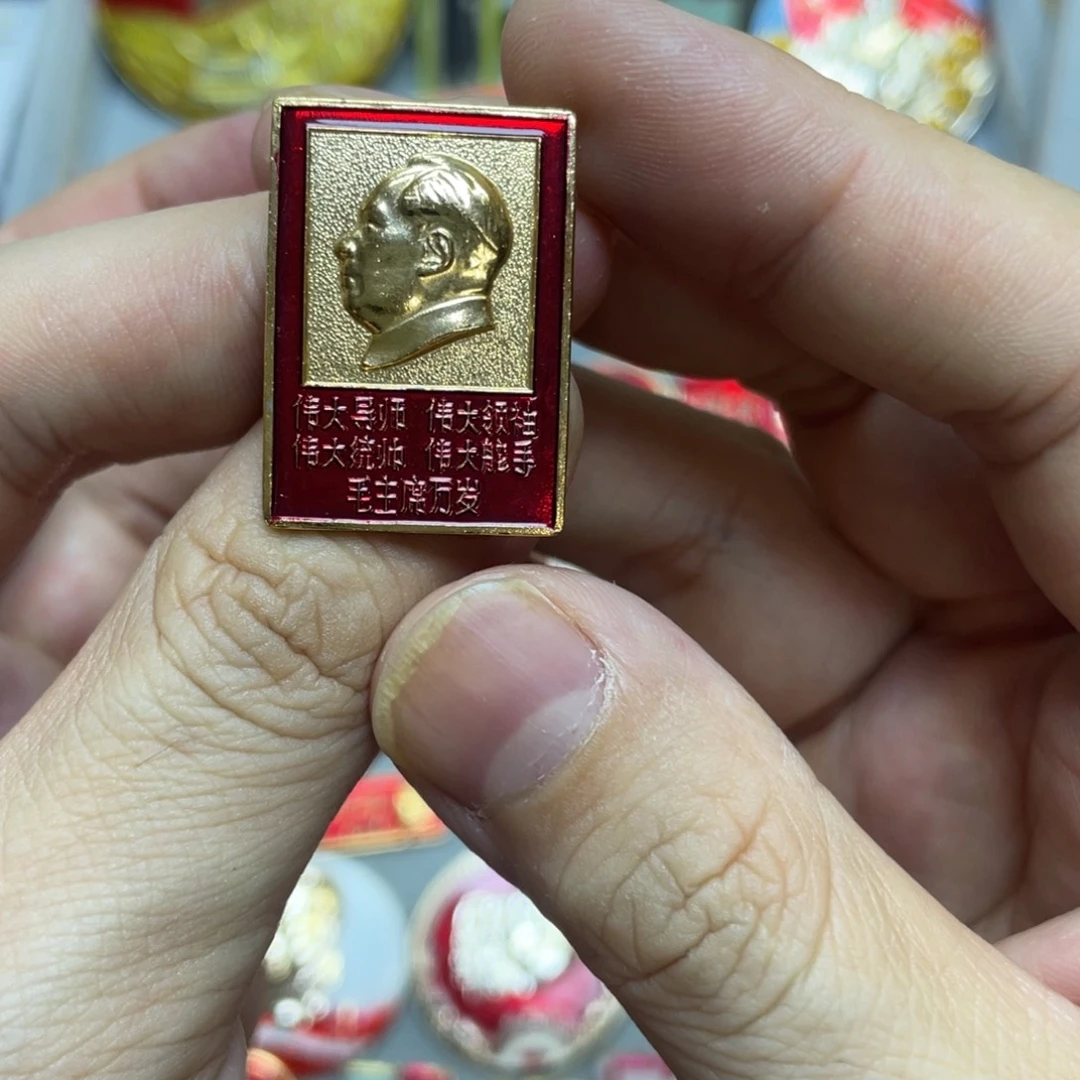 伟大导师 伟大领袖
伟大统帅 伟大舵手
毛主席万岁